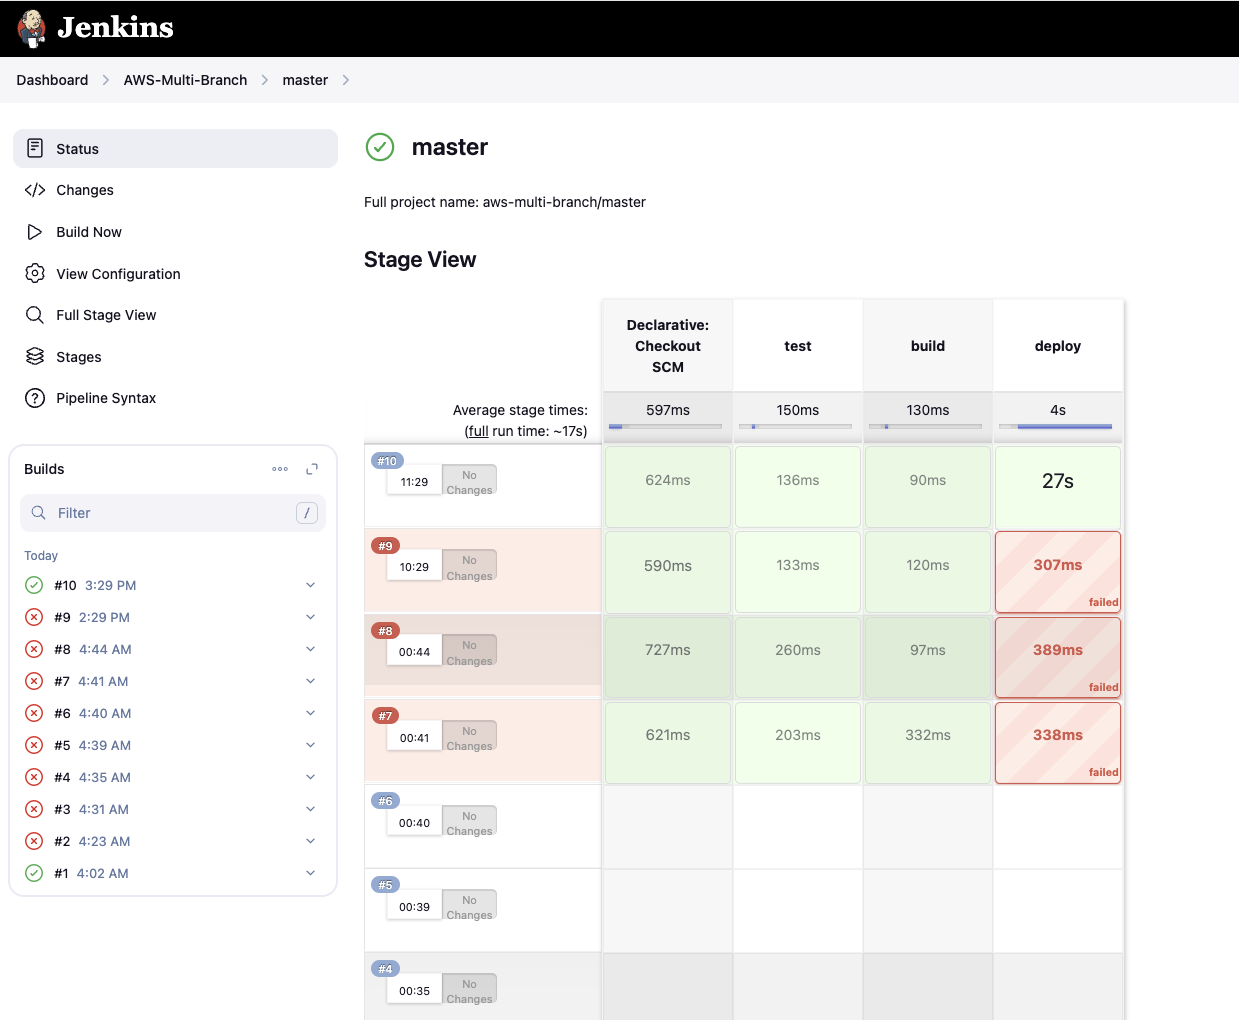 Jenkins
Dashboard
AWS-Multi-Branch
master
Status
Changes
Build Now
View Configuration
Full Stage View
Stages
Pipeline Syntax
Builds
Filter
/
Today
#10 3:29 PM
#9 2:29 PM
#8 4:44 AM
#7 4:41 AM
#6 4:40 AM
#5 4:39 AM
#4 4:35 AM
#3 4:31 AM
#2 4:23 AM
#1 4:02 AM
master
Full project name: aws-multi-branch/master
Stage View
Declarative:
Checkout
SCM
test
build
deploy
Average stage times:
(full run time: ~17s)
597ms
150ms
130ms
4s
#10
11:29
No
Changes
624ms
136ms
90ms
27s
#9
10:29
No
Changes
590ms
133ms
120ms
307ms
failed
#8
00:44
No
Changes
727ms
260ms
97ms
389ms
failed
#7
00:41
No
Changes
621ms
203ms
332ms
338ms
failed
#6
00:40
No
Changes
#5
00:39
No
Changes
#4
00:35
No
Changes